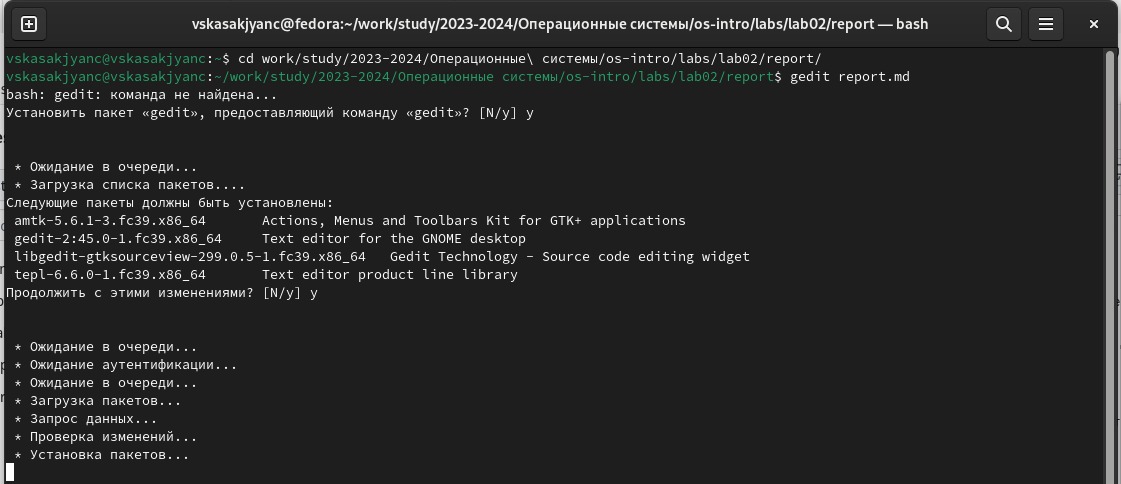 vskasakjyanc@fedora:~/work/study/2023-2024/Операционные системы/os-intro/labs/lab02/report — bash
vskasakjyanc@vskasakjyanc:~$ cd work/study/2023-2024/Операционные\ системы/os-intro/labs/lab02/report/
vskasakjyanc@vskasakjyanc:~/work/study/2023-2024/Операционные системы/os-intro/labs/lab02/report$ gedit report.md
bash: gedit: команда не найдена...
Установить пакет «gedit», предоставляющий команду «gedit»? [N/y] y
* Ожидание в очереди...
* Загрузка списка пакетов....
Следующие пакеты должны быть установлены:
amtk-5.6.1-3.fc39.x86_64 Actions, Menus and Toolbars Kit for GTK+ applications
gedit-2:45.0-1.fc39.x86_64 Text editor for the GNOME desktop
libgedit-gtksourceview-299.0.5-1.fc39.x86_64 Gedit Technology - Source code editing widget
tepl-6.6.0-1.fc39.x86_64 Text editor product line library
Продолжить с этими изменениями? [N/y] y
* Ожидание в очереди...
* Ожидание аутентификации...
* Ожидание в очереди...
* Загрузка пакетов...
* Запрос данных...
* Проверка изменений...
* Установка пакетов...